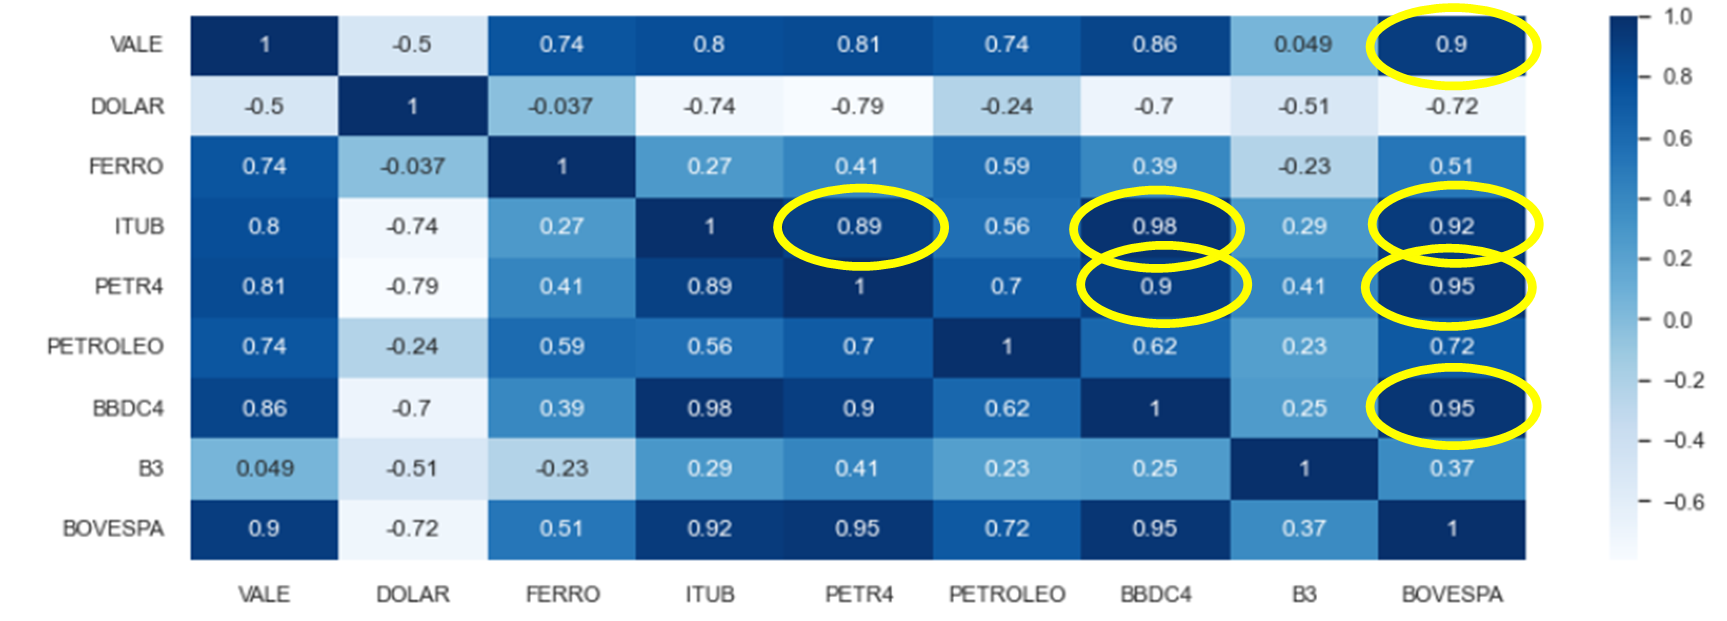 VALE 1 -0.5 0.74 0.8 0.81 0.74 0.86 0.049 0.9 1.0
DOLAR -0.5 1 -0.037 -0.74 -0.79 -0.24 -0.7 -0.51 -0.72 0.8
FERRO 0.74 -0.037 1 0.27 0.41 0.59 0.39 -0.23 0.51 0.6
ITUB 0.8 -0.74 0.27 1 0.89 0.56 0.98 0.29 0.92 0.4
PETR4 0.81 -0.79 0.41 0.89 1 0.7 0.9 0.41 0.95 0.2
PETROLEO 0.74 -0.24 0.59 0.56 0.7 1 0.62 0.23 0.72 0.0
BBDC4 0.86 -0.7 0.39 0.98 0.9 0.62 1 0.25 0.95 −0.2
B3 0.049 -0.51 -0.23 0.29 0.41 0.23 0.25 1 0.37 −0.4
BOVESPA 0.9 -0.72 0.51 0.92 0.95 0.72 0.95 0.37 1 −0.6
VALE DOLAR FERRO ITUB PETR4 PETROLEO BBDC4 B3 BOVESPA